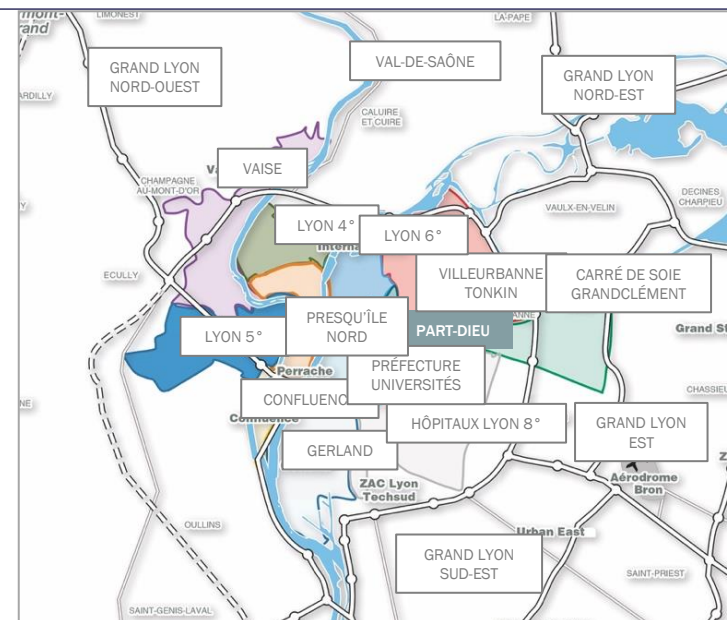 LIMONEST
LA-PAPE
GRAND LYON
NORD-OUEST
VAL-DE-SAÔNE
GRAND LYON
NORD-EST
CALUIRE
ET CUIRE
VAISE
CHAMPAGNE
AU-MONT-D'OR
DECINES
CHARPIEU
LYON 4°
LYON 6°
VAULX-EN-VELIN
ECULLY
VILLEURBANNE
TONKIN
CARRÉ DE SOIE
GRANDCLÉMENT
LYON 5°
PRESQU'ÎLE
NORD
PART-DIEU
Perrache
PRÉFECTURE
UNIVERSITÉS
CONFLUENC
HÔPITAUX LYON 8°
GRAND LYON
EST
GERLAND
ZAC Lyon
Techsud
Aérodrome
Bron
OULLINS
Urban East
GRAND LYON
SUD-EST
SAINT-PRIEST
SAINT-GENIS-LAVAL